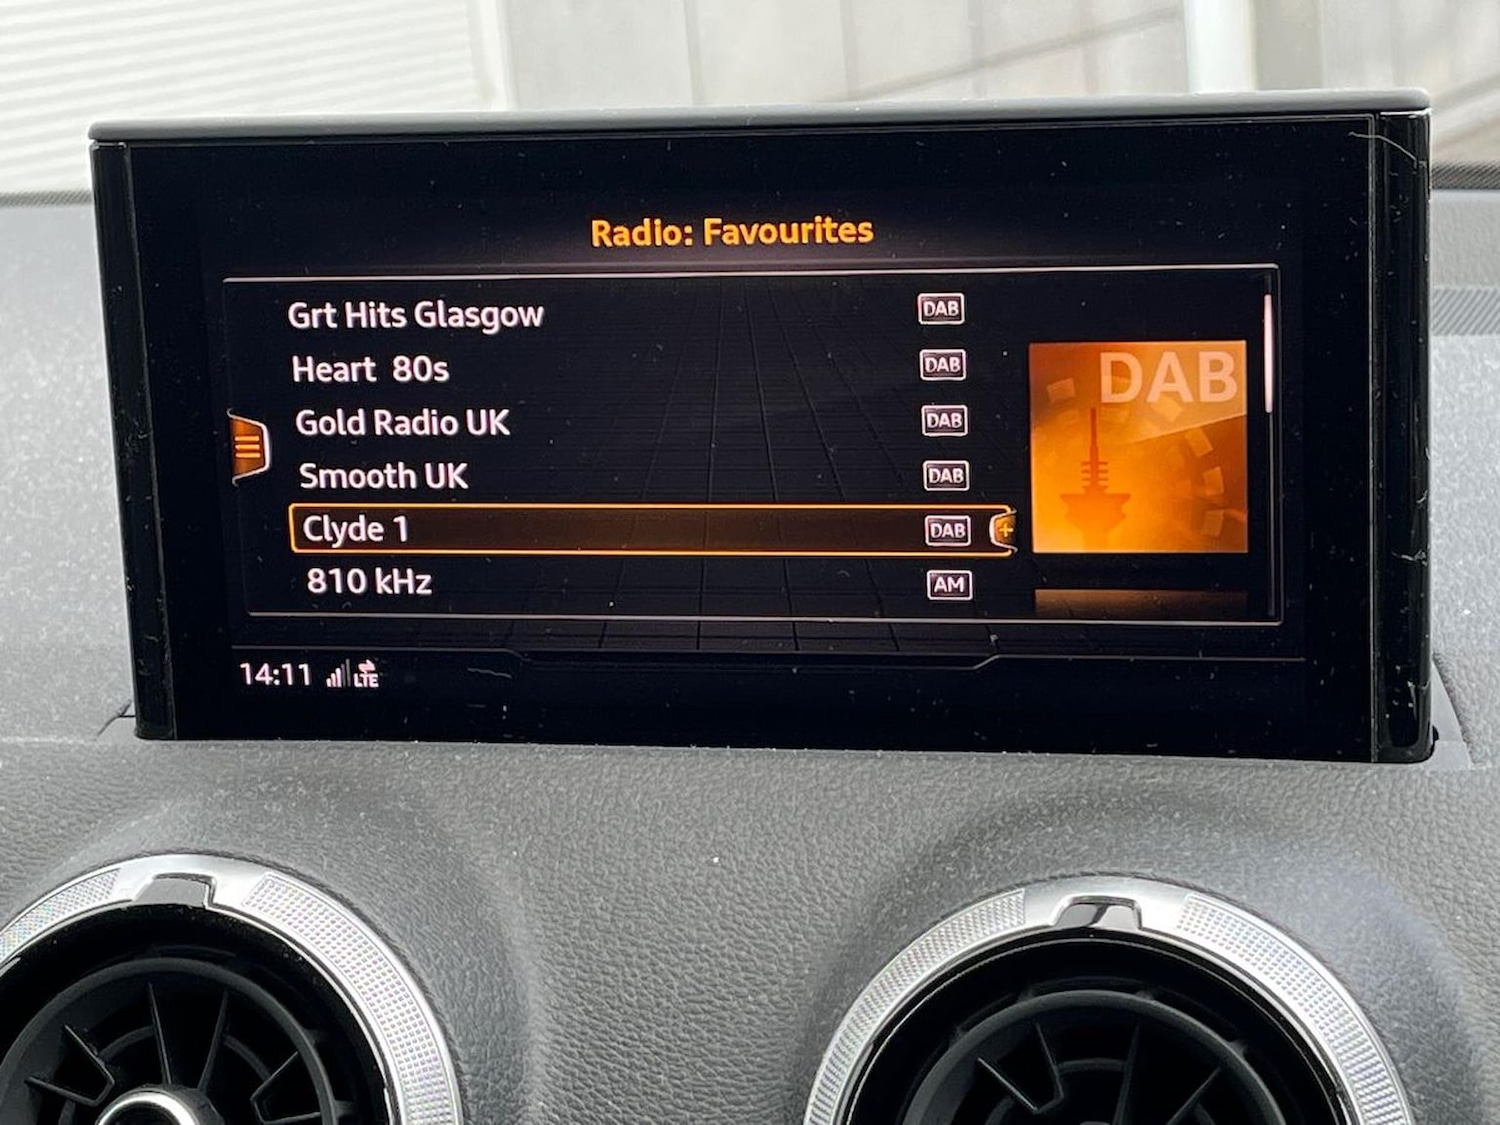 Radio: Favourites
Grt Hits Glasgow DAB
Heart 80s DAB
Gold Radio UK DAB
Smooth UK DAB
Clyde 1 DAB
810 kHz AM
DAB
14:11 LTE